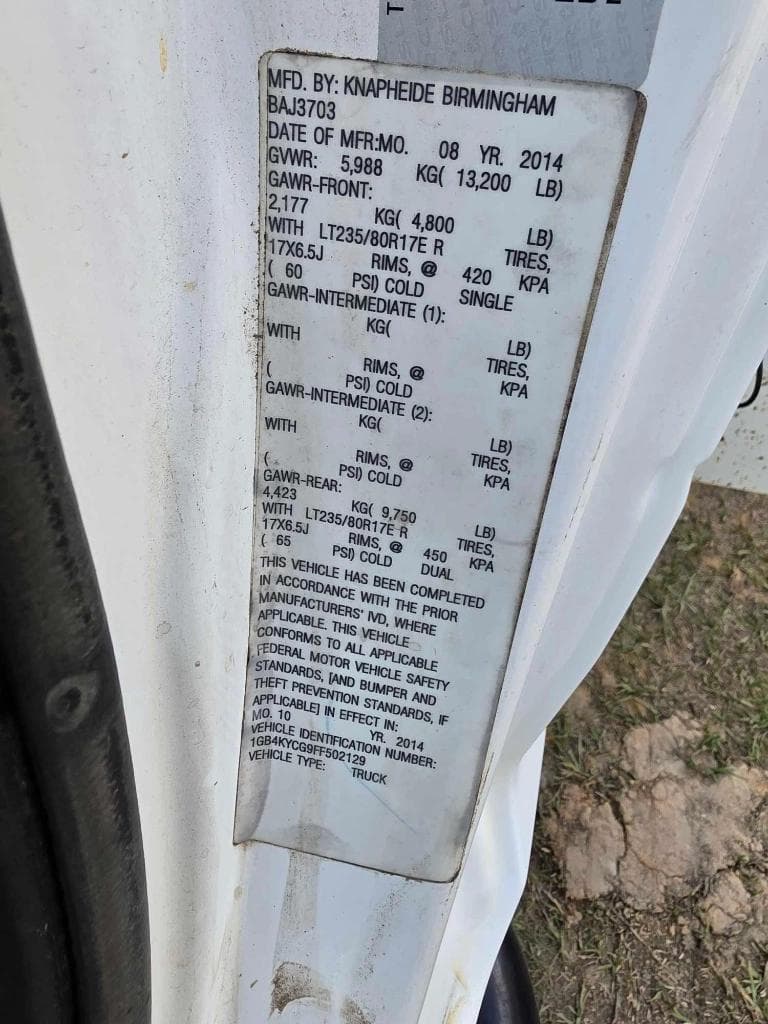 MFD. BY: KNAPHEIDE BIRMINGHAM
BAJ3703
DATE OF MFR:MO. 08 YR. 2014
GVWR: 5,988 KG( 13,200 LB)
GAWR-FRONT:
2,177 KG( 4,800 LB)
WITH LT235/80R17E R TIRES,
17X6.5J RIMS, @ 420 KPA
( 60 PSI) COLD SINGLE
GAWR-INTERMEDIATE (1):
KG( LB)
WITH TIRES,
RIMS, @ KPA
( PSI) COLD
GAWR-INTERMEDIATE (2):
KG( LB)
WITH TIRES,
RIMS, @ KPA
( PSI) COLD
GAWR-REAR:
4,423 KG( 9,750 LB)
WITH LT235/80R17E R TIRES,
17X6.5J RIMS, @ 450 KPA
( 65 PSI) COLD DUAL
THIS VEHICLE HAS BEEN COMPLETED
IN ACCORDANCE WITH THE PRIOR
MANUFACTURERS' IVD, WHERE
APPLICABLE. THIS VEHICLE
CONFORMS TO ALL APPLICABLE
FEDERAL MOTOR VEHICLE SAFETY
STANDARDS, [AND BUMPER AND
THEFT PREVENTION STANDARDS, IF
APPLICABLE] IN EFFECT IN:
MO. 10 YR. 2014
VEHICLE IDENTIFICATION NUMBER:
1GB4KYCG9FF502129
VEHICLE TYPE: TRUCK